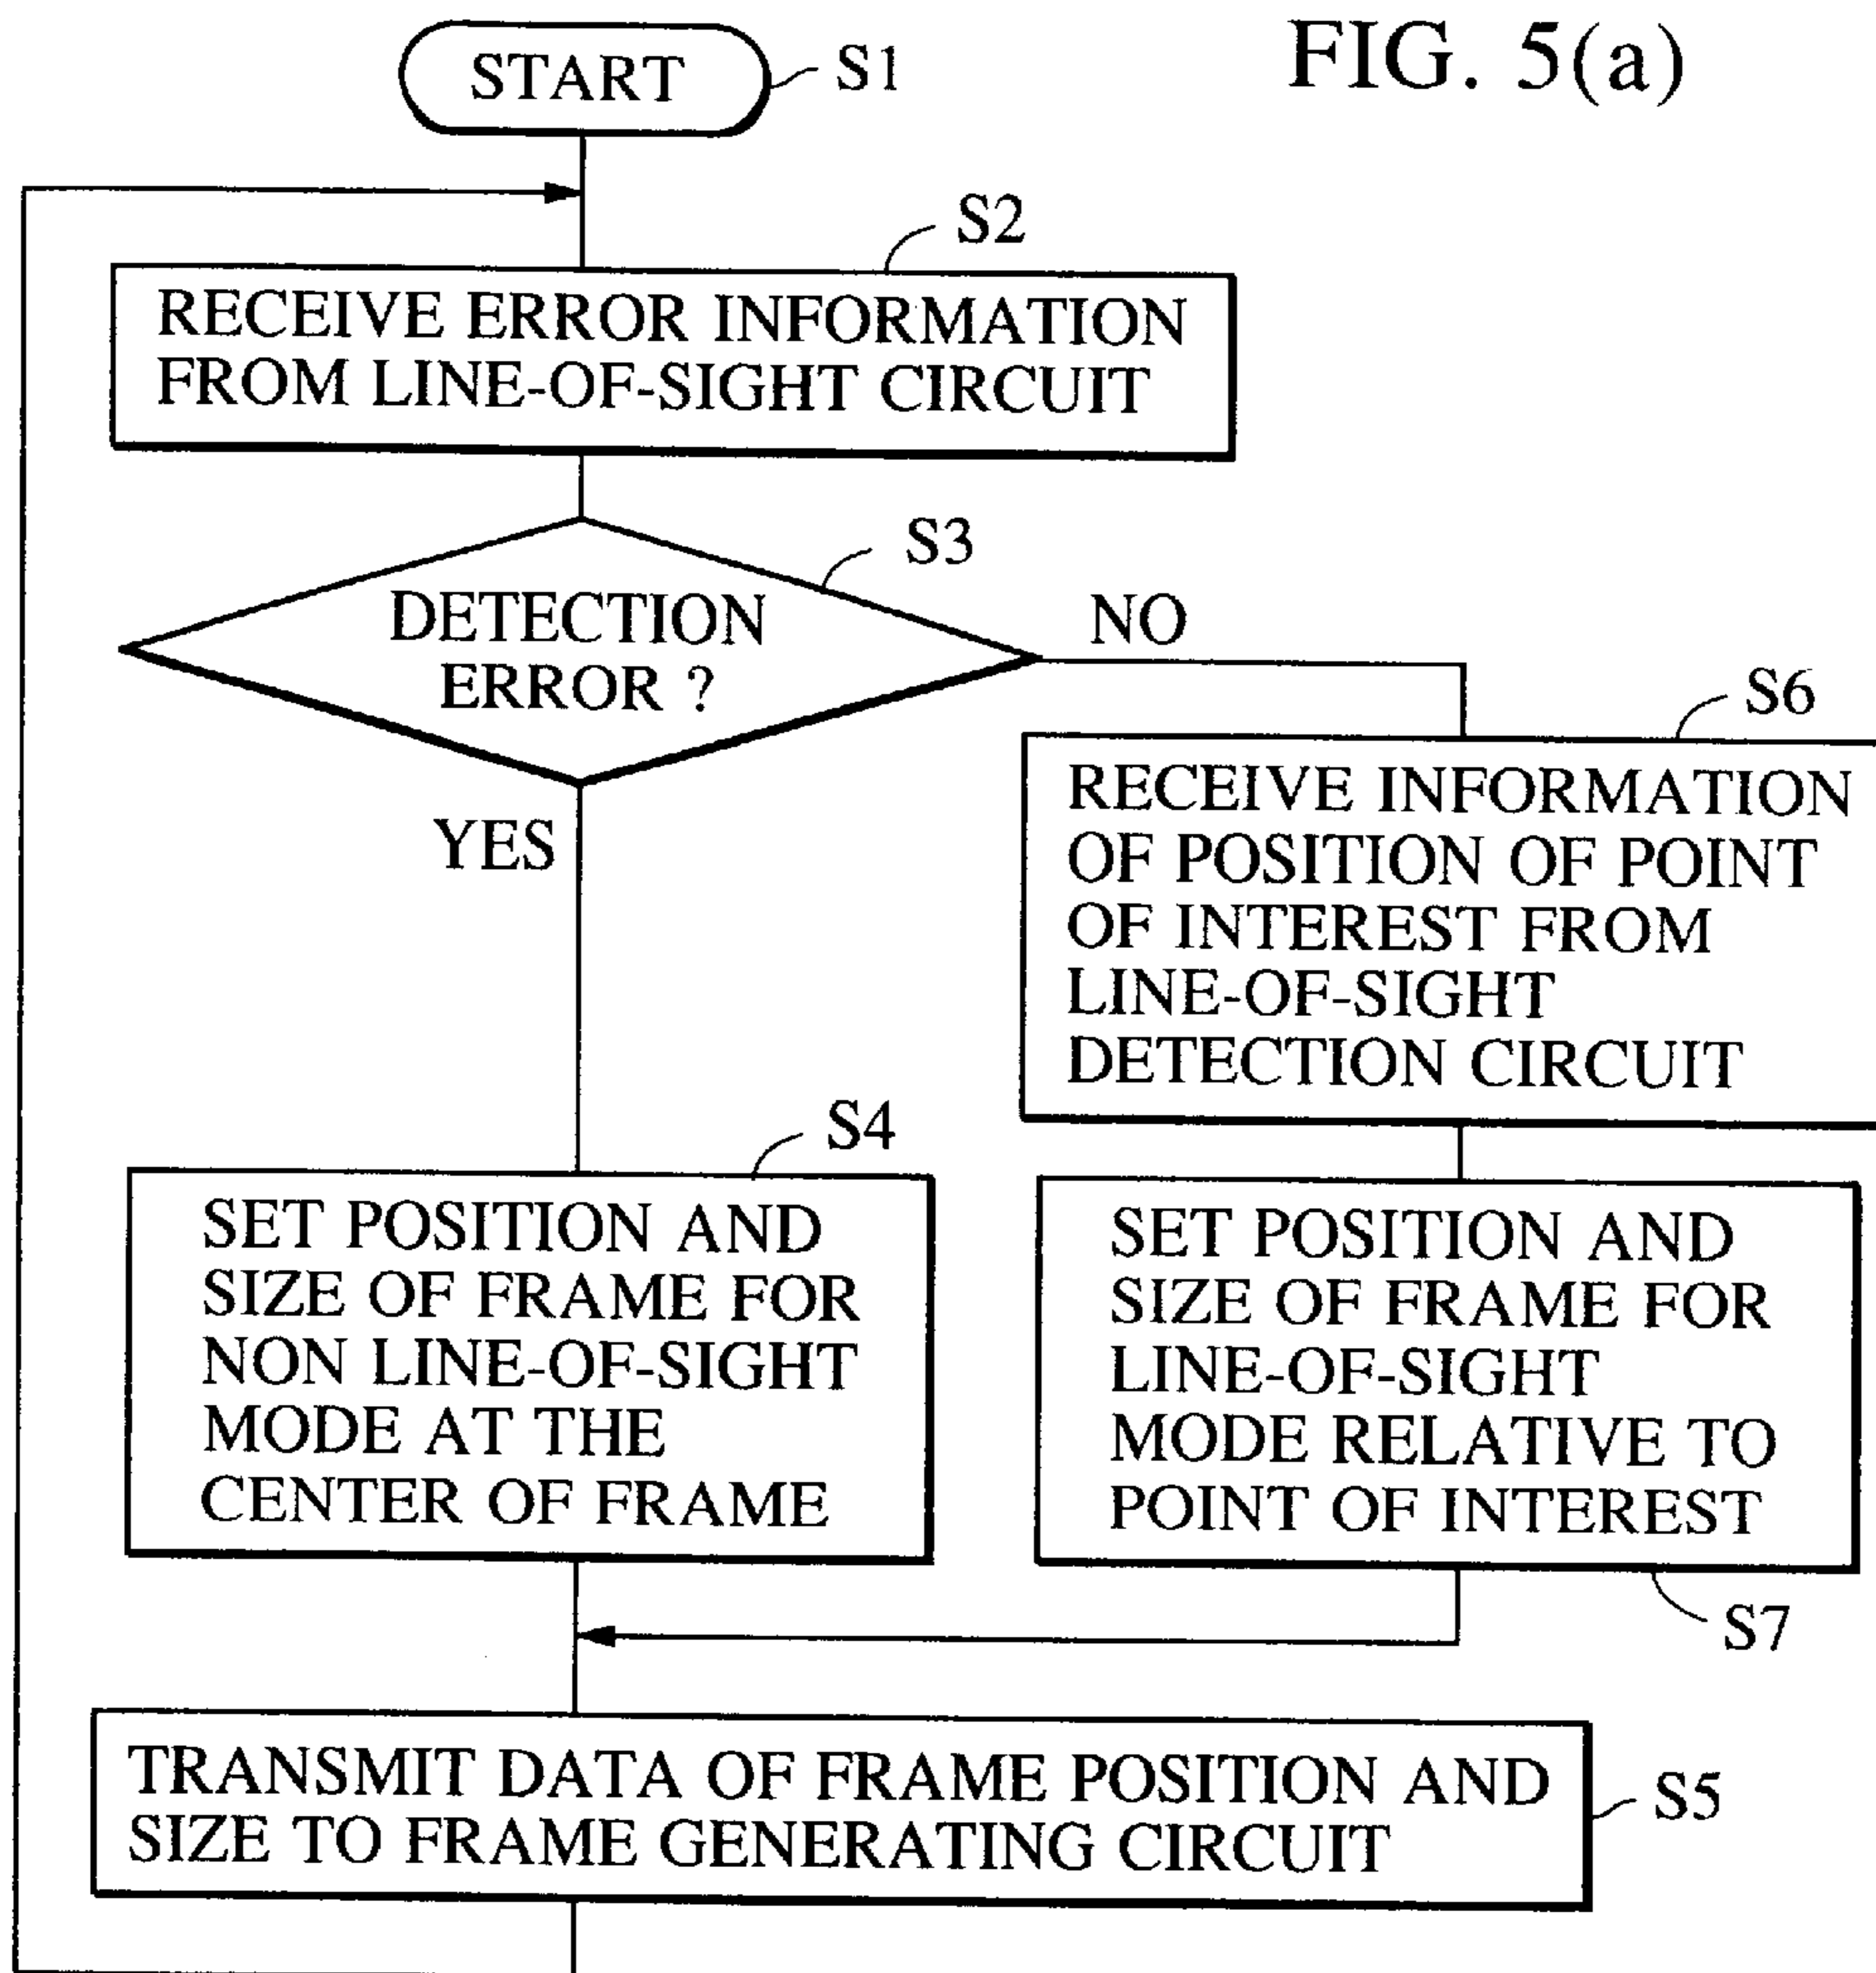 FIG. 5(a)
START
S1
S2
RECEIVE ERROR INFORMATION
FROM LINE-OF-SIGHT CIRCUIT
S3
DETECTION
ERROR ?
NO
YES
S6
RECEIVE INFORMATION
OF POSITION OF POINT
OF INTEREST FROM
LINE-OF-SIGHT
DETECTION CIRCUIT
S4
SET POSITION AND
SIZE OF FRAME FOR
NON LINE-OF-SIGHT
MODE AT THE
CENTER OF FRAME
SET POSITION AND
SIZE OF FRAME FOR
LINE-OF-SIGHT
MODE RELATIVE TO
POINT OF INTEREST
S7
TRANSMIT DATA OF FRAME POSITION AND
SIZE TO FRAME GENERATING CIRCUIT
S5